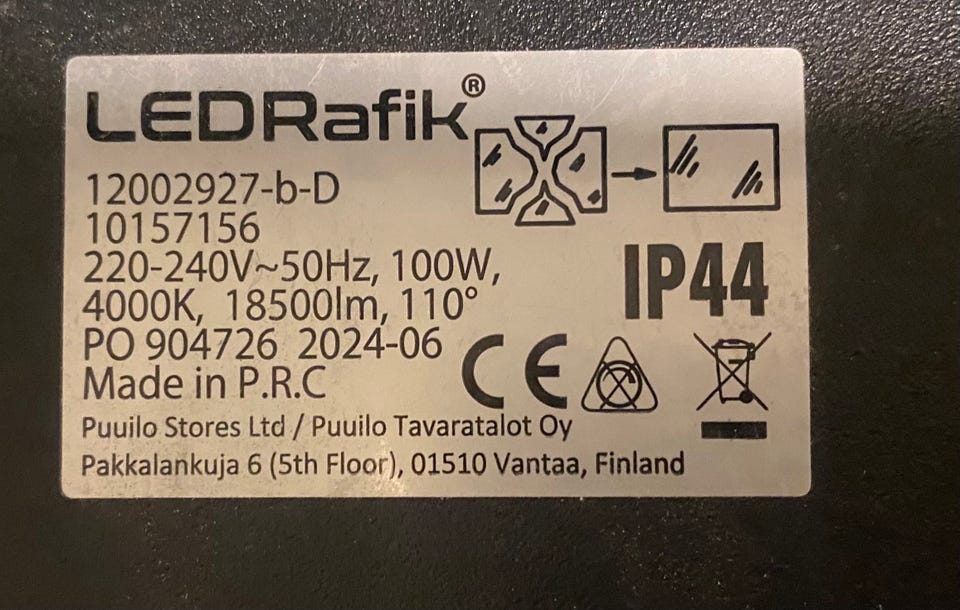 LEDRafik®
12002927-b-D
10157156
220-240V~50Hz, 100W,
4000K, 18500lm, 110°
PO 904726 2024-06
Made in P.R.C
IP44
CE
Puuilo Stores Ltd / Puuilo Tavaratalot Oy
Pakkalankuja 6 (5th Floor), 01510 Vantaa, Finland